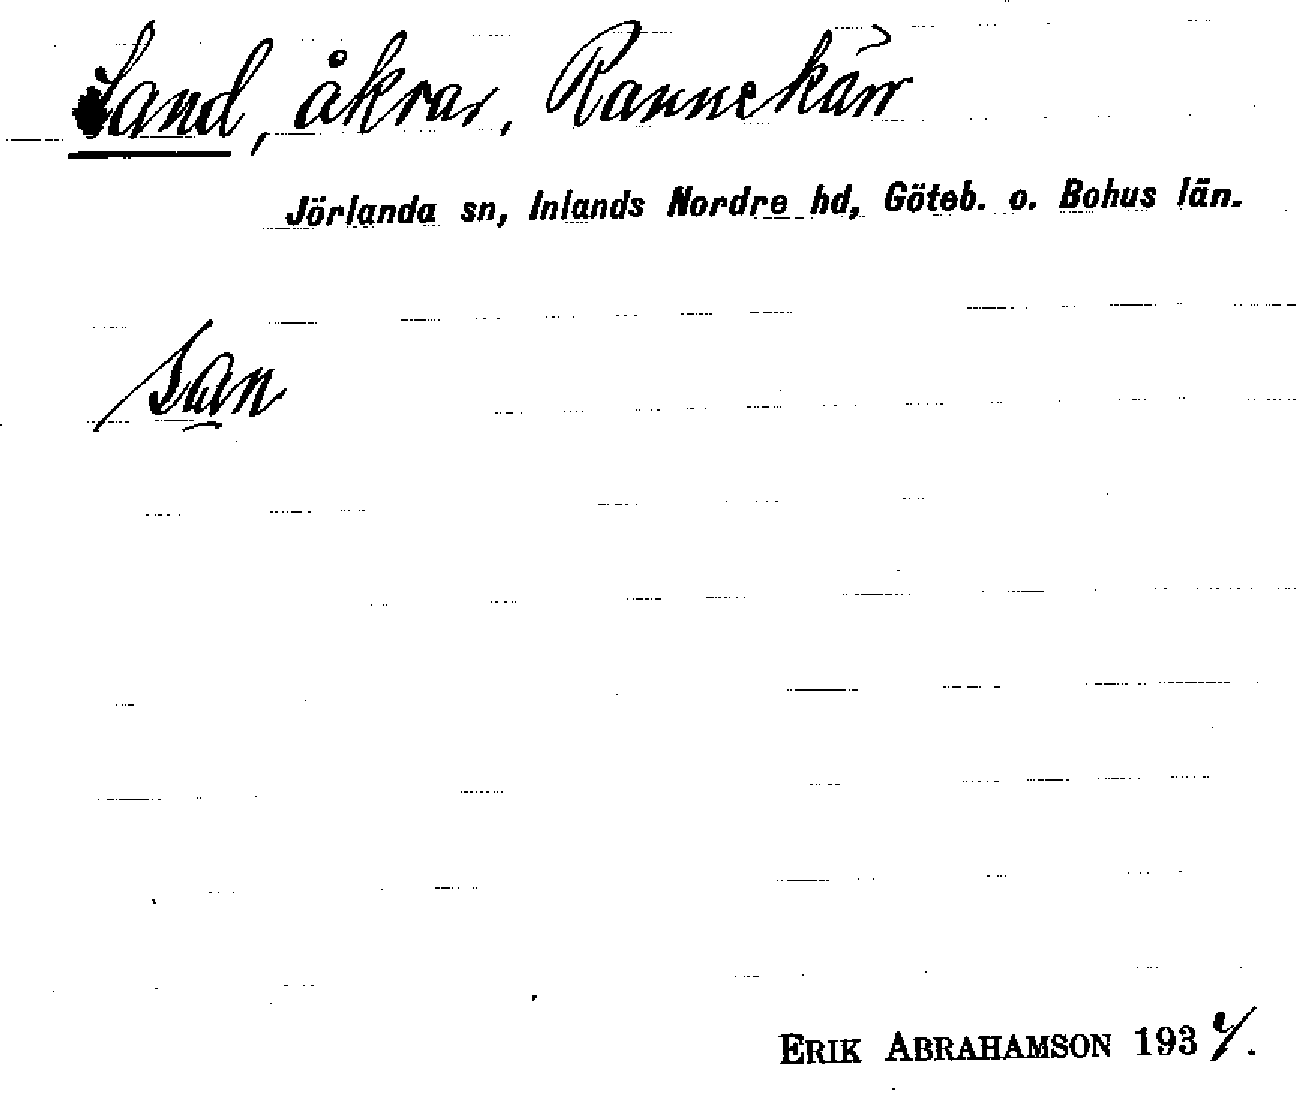 Sand, åkrar, Rannekärr
Jörlanda sn, Inlands Nordre hd, Göteb. o. Bohus län.
san
ERIK ABRAHAMSON 193